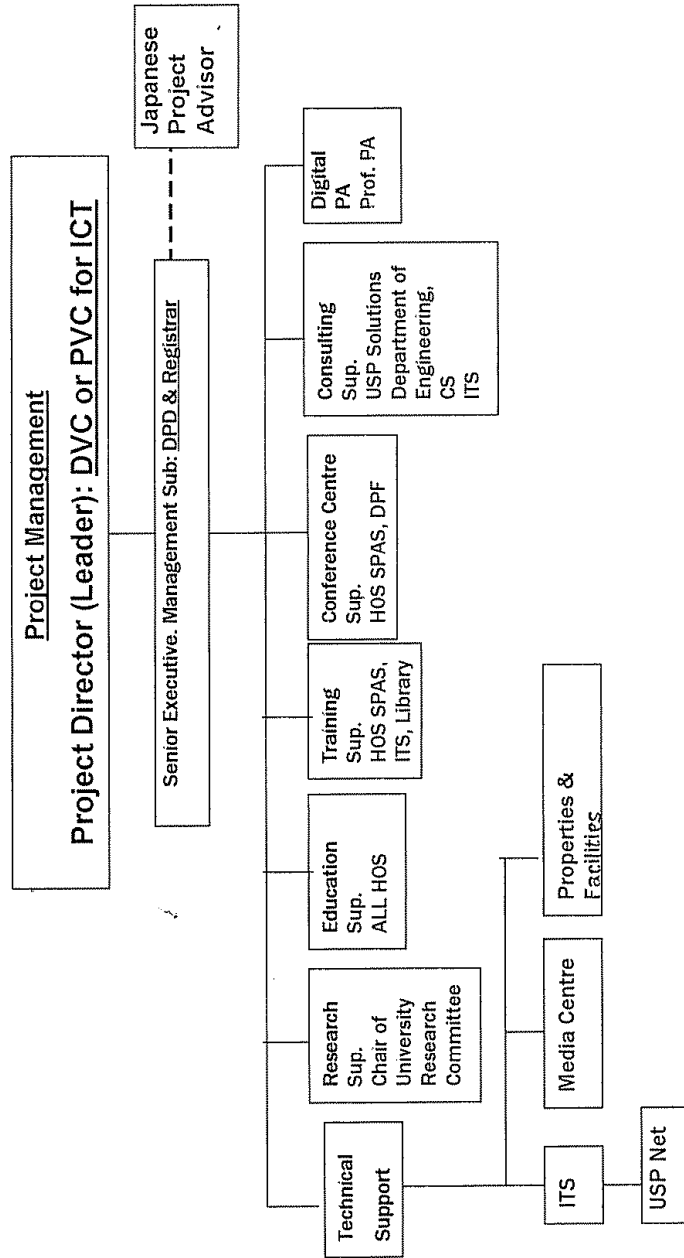 Project Management
Project Director (Leader): DVC or PVC for ICT
Japanese
Project
Advisor
Senior Executive. Management Sub: DPD & Registrar
Technical
Support
Research
Sup.
Chair of
University
Research
Committee
Education
Sup.
ALL HOS
Training
Sup.
HOS SPAS,
ITS, Library
Conference Centre
Sup.
HOS SPAS, DPF
Consulting
Sup.
USP Solutions
Department of
Engineering,
CS
ITS
Digital
PA
Prof. PA
ITS
Media Centre
Properties &
Facilities
USP Net